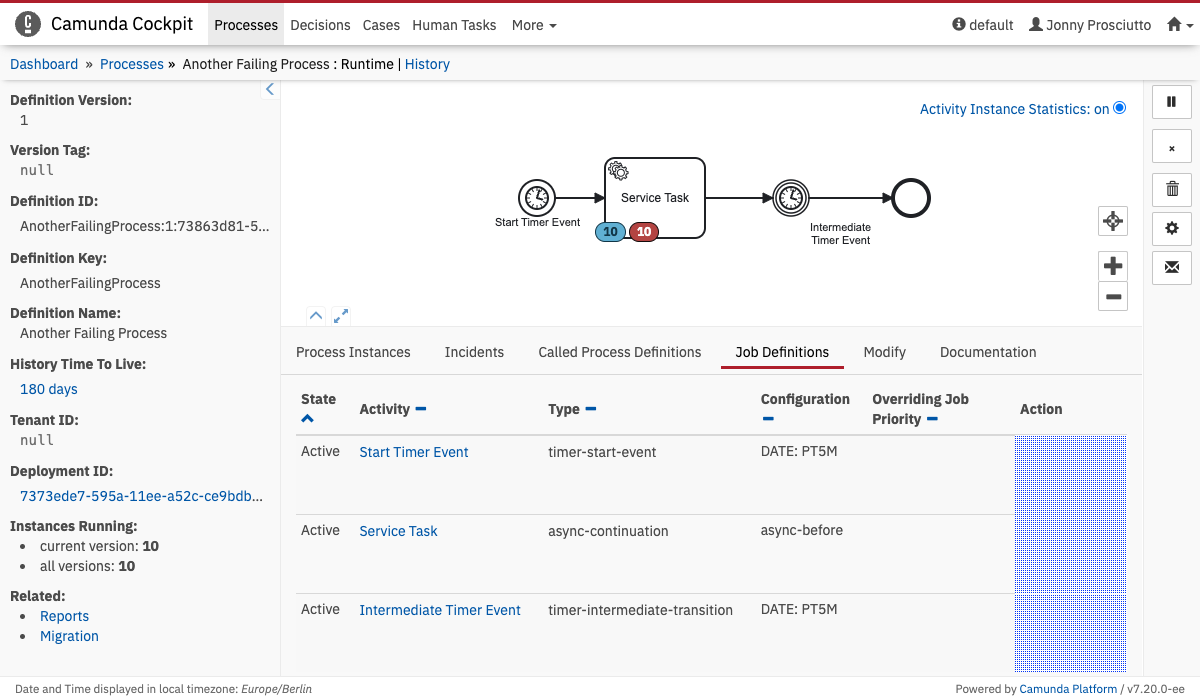 Camunda Cockpit Processes Decisions Cases Human Tasks More default Jonny Prosciutto
Dashboard » Processes » Another Failing Process : Runtime | History
Definition Version:
1
Version Tag:
null
Definition ID:
AnotherFailingProcess:1:73863d81-5...
Definition Key:
AnotherFailingProcess
Definition Name:
Another Failing Process
History Time To Live:
180 days
Tenant ID:
null
Deployment ID:
7373ede7-595a-11ee-a52c-ce9bdb...
Instances Running:
current version: 10
all versions: 10
Related:
Reports
Migration
Activity Instance Statistics: on
Service Task
Start Timer Event
Intermediate
Timer Event
10 10
Process Instances Incidents Called Process Definitions Job Definitions Modify Documentation
State Activity Type Configuration Overriding Job Priority Action
Active Start Timer Event timer-start-event DATE: PT5M
Active Service Task async-continuation async-before
Active Intermediate Timer Event timer-intermediate-transition DATE: PT5M
Date and Time displayed in local timezone: Europe/Berlin Powered by Camunda Platform / v7.20.0-ee